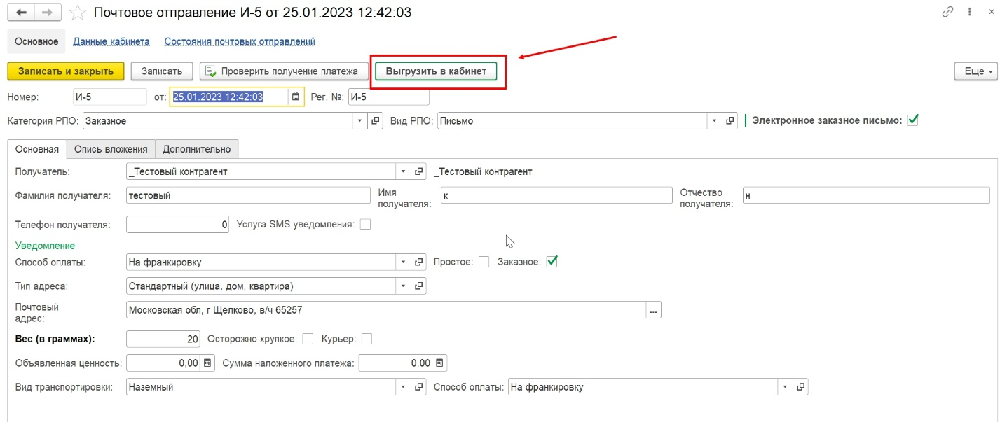 Почтовое отправление И-5 от 25.01.2023 12:42:03
Основное Данные кабинета Состояния почтовых отправлений
Записать и закрыть Записать Проверить получение платежа Выгрузить в кабинет Еще
Номер: И-5 от: 25.01.2023 12:42:03 Рег. №: И-5
Категория РПО: Заказное Вид РПО: Письмо Электронное заказное письмо:
Основная Опись вложения Дополнительно
Получатель: _Тестовый контрагент _Тестовый контрагент
Фамилия получателя: тестовый Имя получателя: к Отчество получателя: н
Телефон получателя: 0 Услуга SMS уведомления:
Уведомление
Способ оплаты: На франкировку Простое: Заказное:
Тип адреса: Стандартный (улица, дом, квартира)
Почтовый адрес: Московская обл, г Щёлково, в/ч 65257 ...
Вес (в граммах): 20 Осторожно хрупкое: Курьер:
Объявленная ценность: 0,00 Сумма наложенного платежа: 0,00
Вид транспортировки: Наземный Способ оплаты: На франкировку